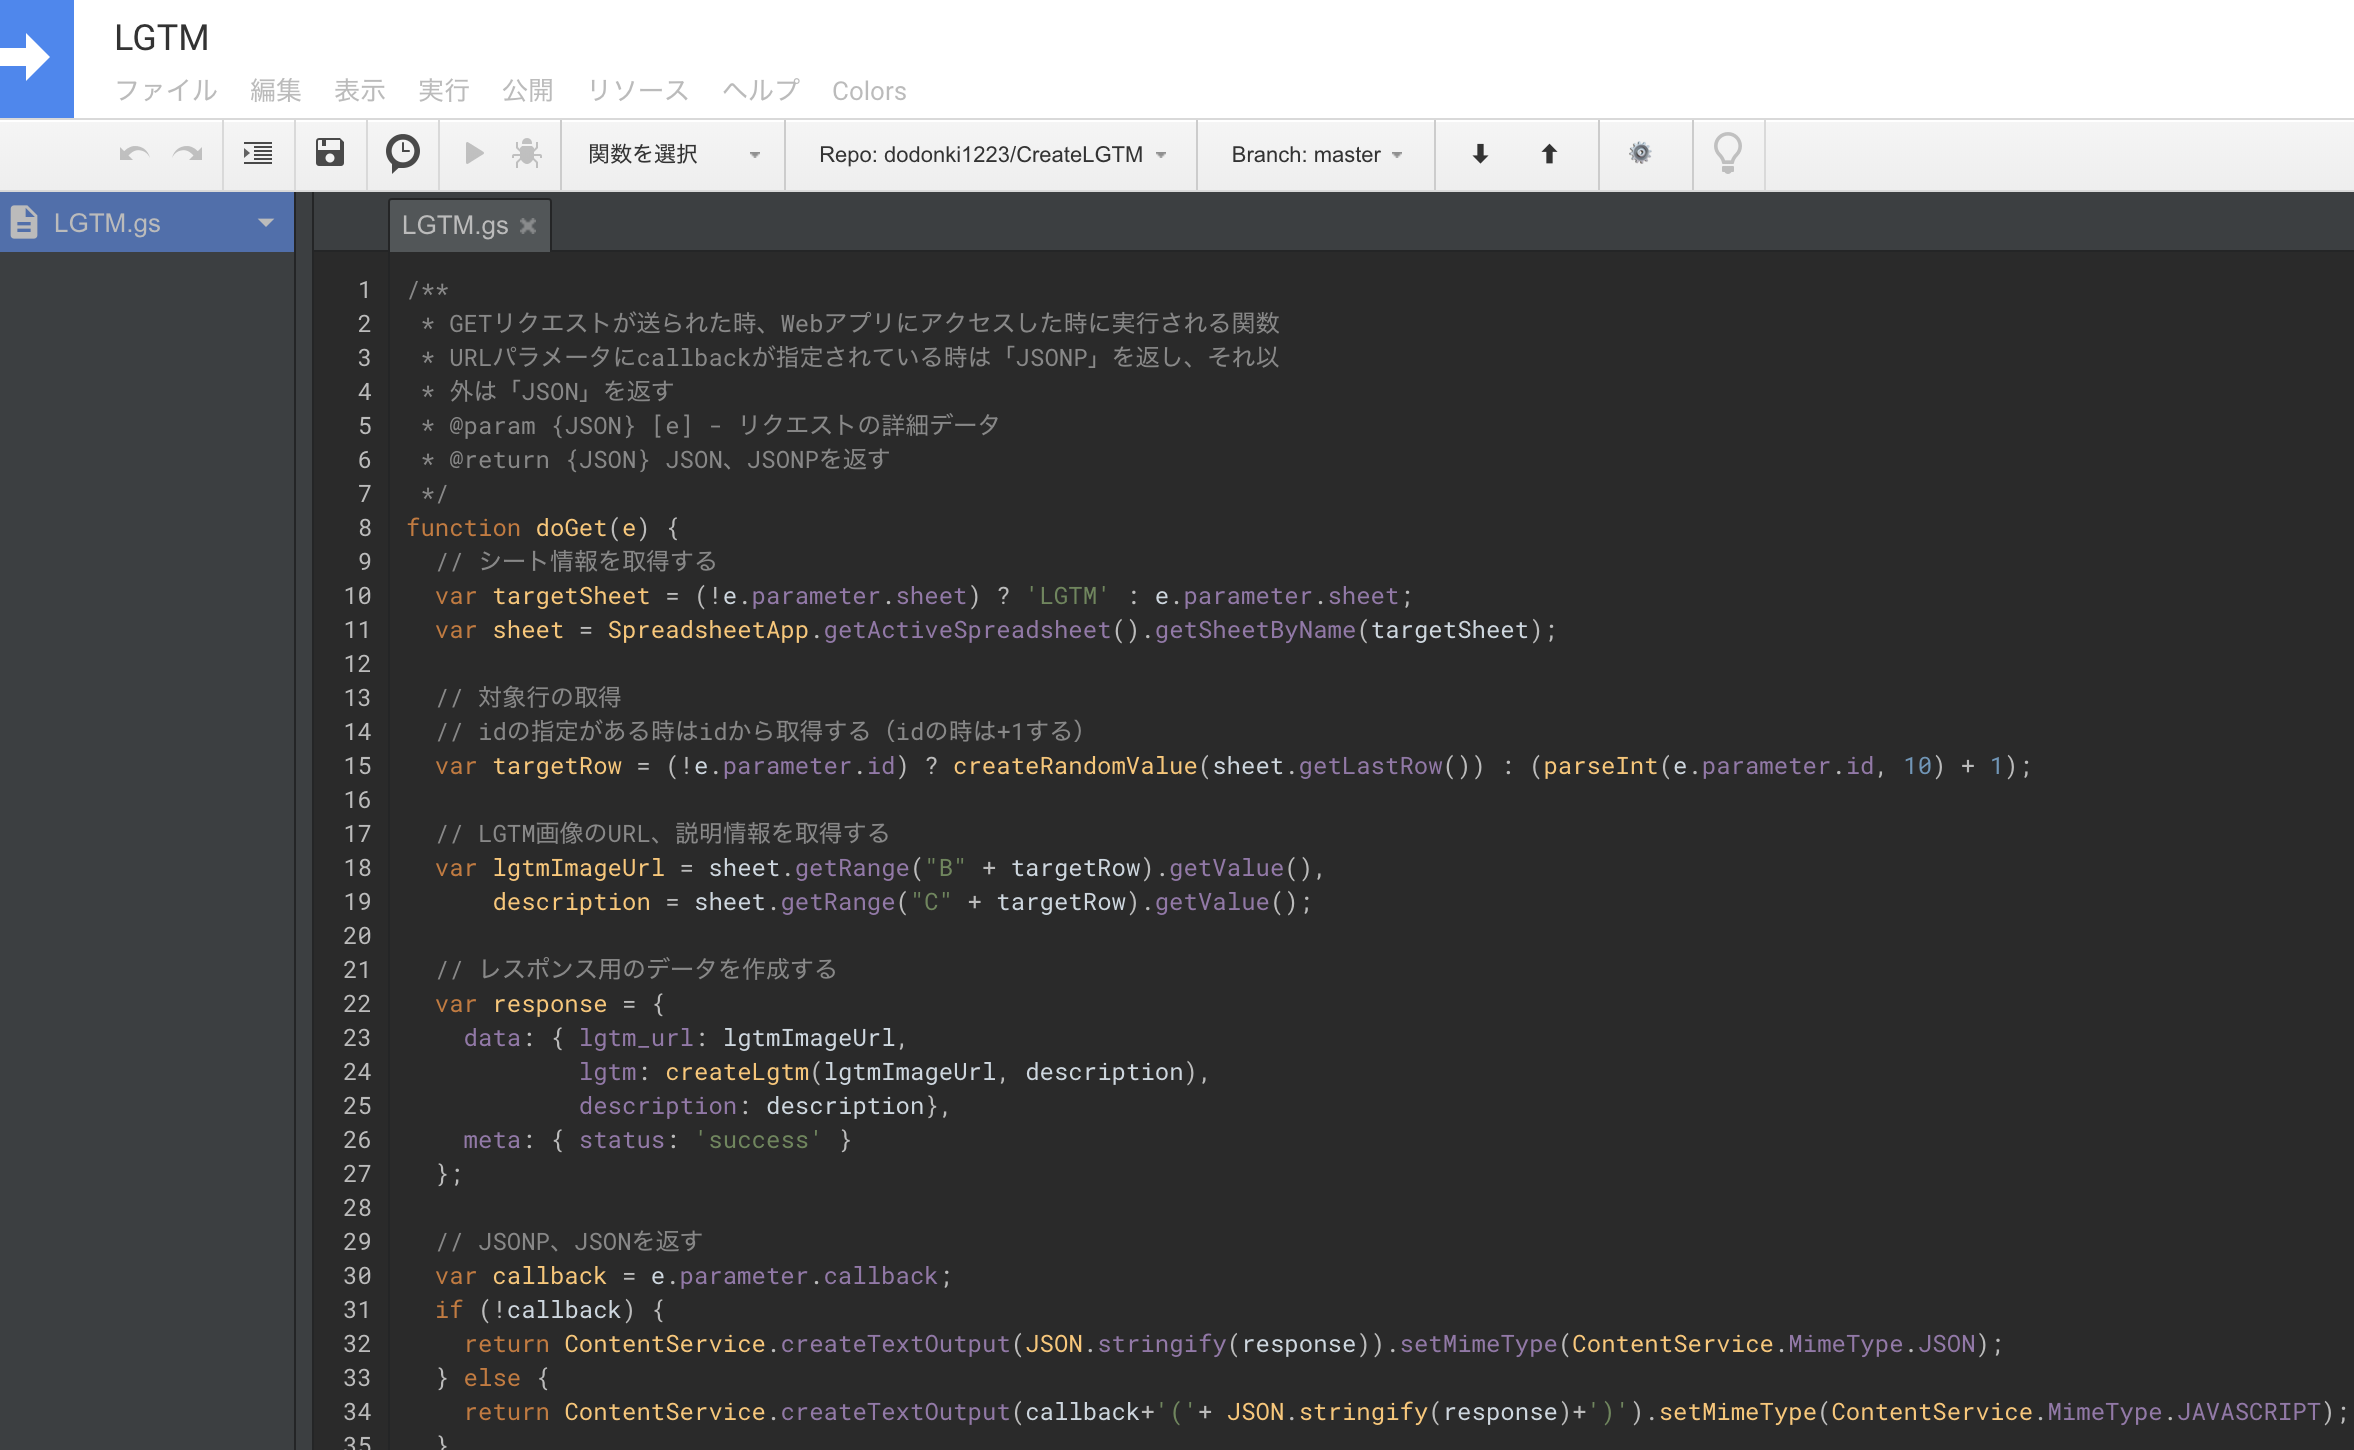 LGTM
ファイル 編集 表示 実行 公開 リソース ヘルプ Colors
関数を選択 Repo: dodonki1223/CreateLGTM Branch: master
LGTM.gs LGTM.gs
1 /**
2  * GETリクエストが送られた時、Webアプリにアクセスした時に実行される関数
3  * URLパラメータにcallbackが指定されている時は「JSONP」を返し、それ以
4  * 外は「JSON」を返す
5  * @param {JSON} [e] - リクエストの詳細データ
6  * @return {JSON} JSON、JSONPを返す
7  */
8 function doGet(e) {
9   // シート情報を取得する
10   var targetSheet = (!e.parameter.sheet) ? 'LGTM' : e.parameter.sheet;
11   var sheet = SpreadsheetApp.getActiveSpreadsheet().getSheetByName(targetSheet);
12
13   // 対象行の取得
14   // idの指定がある時はidから取得する（idの時は+1する）
15   var targetRow = (!e.parameter.id) ? createRandomValue(sheet.getLastRow()) : (parseInt(e.parameter.id, 10) + 1);
16
17   // LGTM画像のURL、説明情報を取得する
18   var lgtmImageUrl = sheet.getRange("B" + targetRow).getValue(),
19       description = sheet.getRange("C" + targetRow).getValue();
20
21   // レスポンス用のデータを作成する
22   var response = {
23     data: { lgtm_url: lgtmImageUrl,
24             lgtm: createLgtm(lgtmImageUrl, description),
25             description: description},
26     meta: { status: 'success' }
27   };
28
29   // JSONP、JSONを返す
30   var callback = e.parameter.callback;
31   if (!callback) {
32     return ContentService.createTextOutput(JSON.stringify(response)).setMimeType(ContentService.MimeType.JSON);
33   } else {
34     return ContentService.createTextOutput(callback+'('+ JSON.stringify(response)+')').setMimeType(ContentService.MimeType.JAVASCRIPT);
35   }